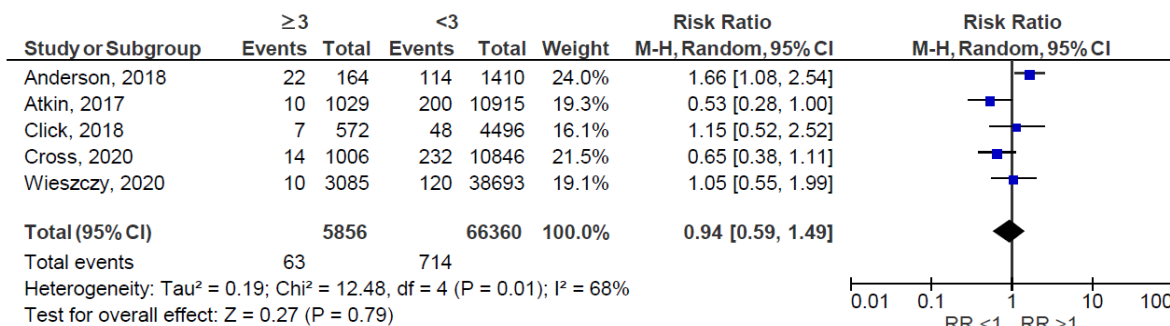 ≥3 <3 Risk Ratio Risk Ratio
Study or Subgroup Events Total Events Total Weight M-H, Random, 95% CI M-H, Random, 95% CI
Anderson, 2018 22 164 114 1410 24.0% 1.66 [1.08, 2.54]
Atkin, 2017 10 1029 200 10915 19.3% 0.53 [0.28, 1.00]
Click, 2018 7 572 48 4496 16.1% 1.15 [0.52, 2.52]
Cross, 2020 14 1006 232 10846 21.5% 0.65 [0.38, 1.11]
Wieszczy, 2020 10 3085 120 38693 19.1% 1.05 [0.55, 1.99]
Total (95% CI) 5856 66360 100.0% 0.94 [0.59, 1.49]
Total events 63 714
Heterogeneity: Tau² = 0.19; Chi² = 12.48, df = 4 (P = 0.01); I² = 68%
Test for overall effect: Z = 0.27 (P = 0.79)
0.01 0.1 1 10 100
RR <1 RR >1